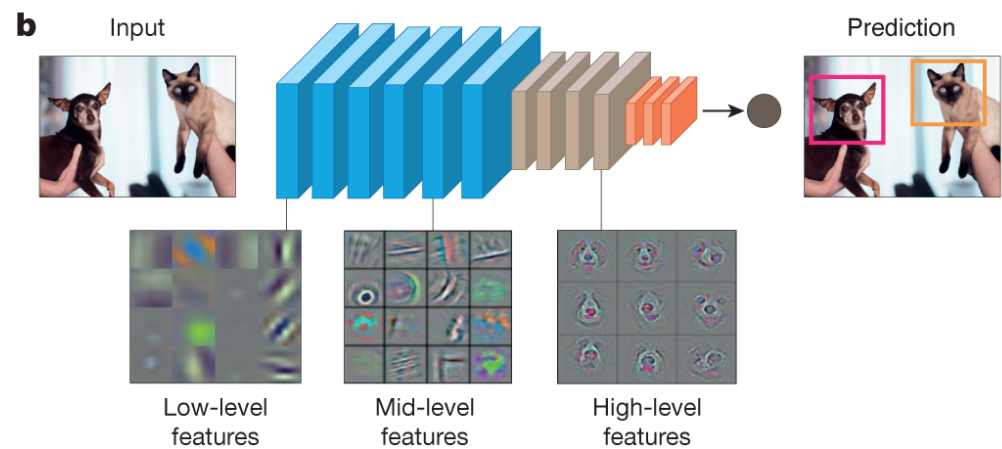 b
Input
Prediction
Low-level
features
Mid-level
features
High-level
features